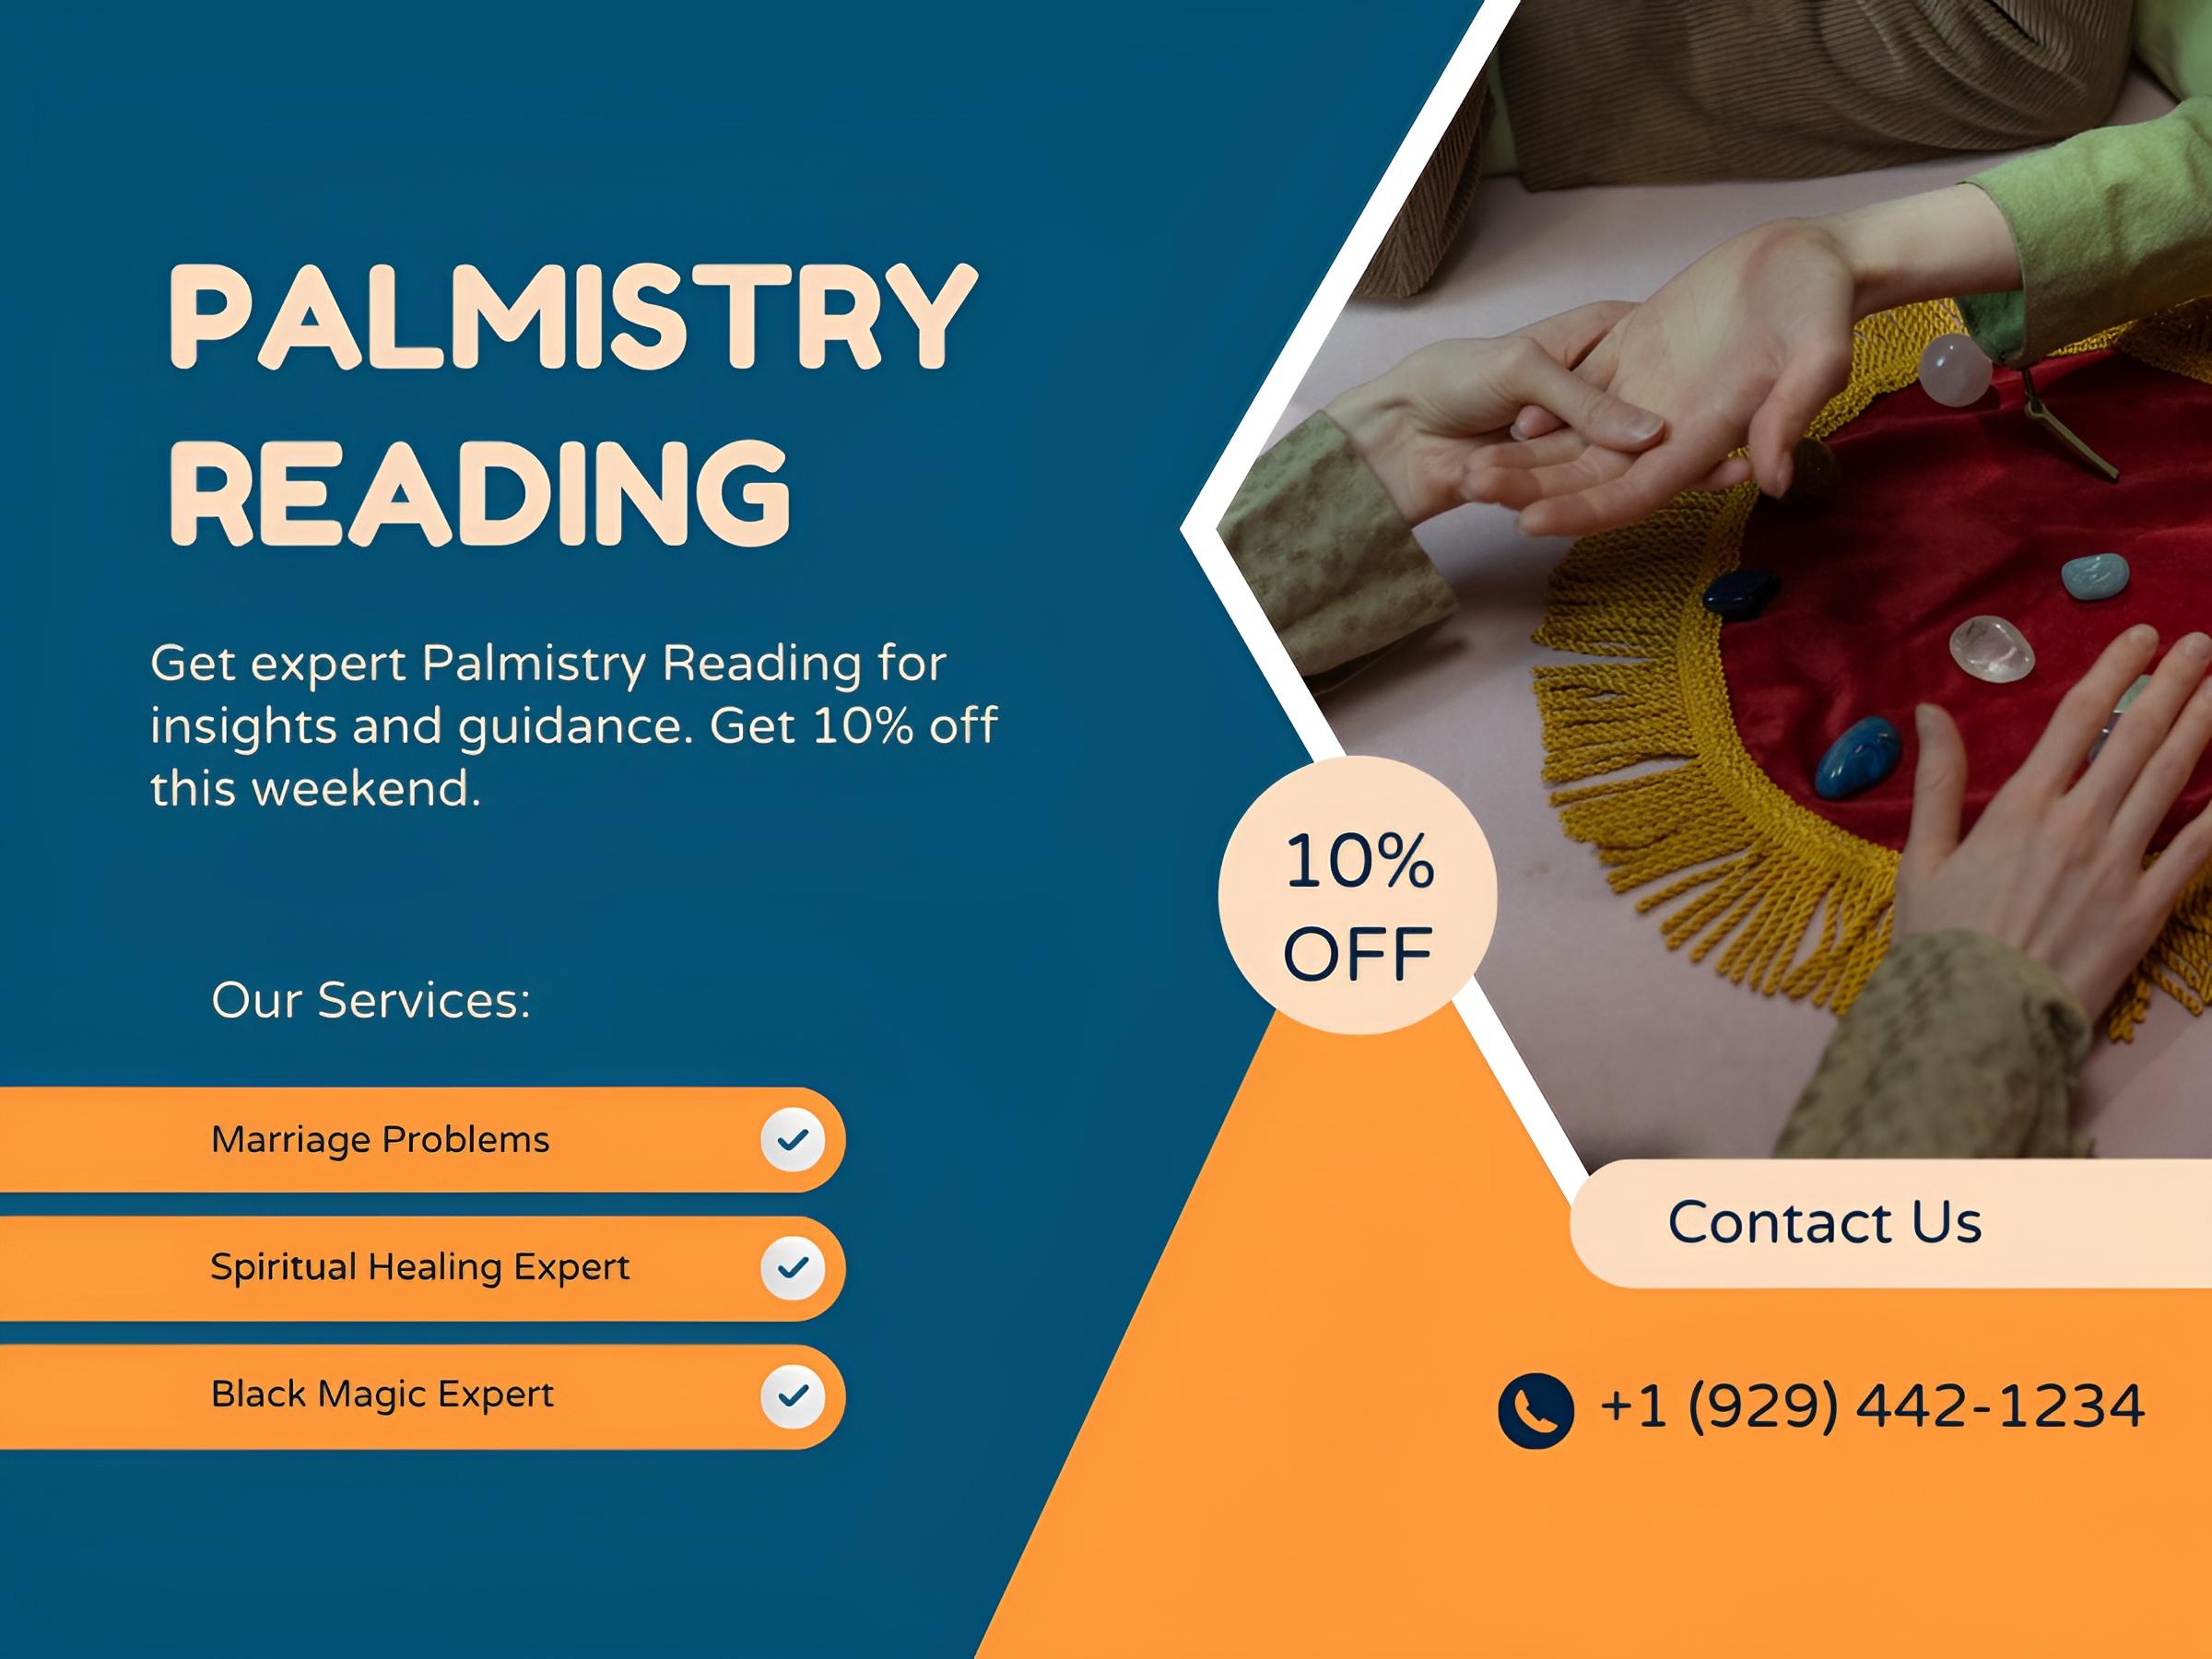 PALMISTRY
READING
Get expert Palmistry Reading for
insights and guidance. Get 10% off
this weekend.
10%
OFF
Our Services:
Marriage Problems
Spiritual Healing Expert
Black Magic Expert
Contact Us
+1 (929) 442-1234